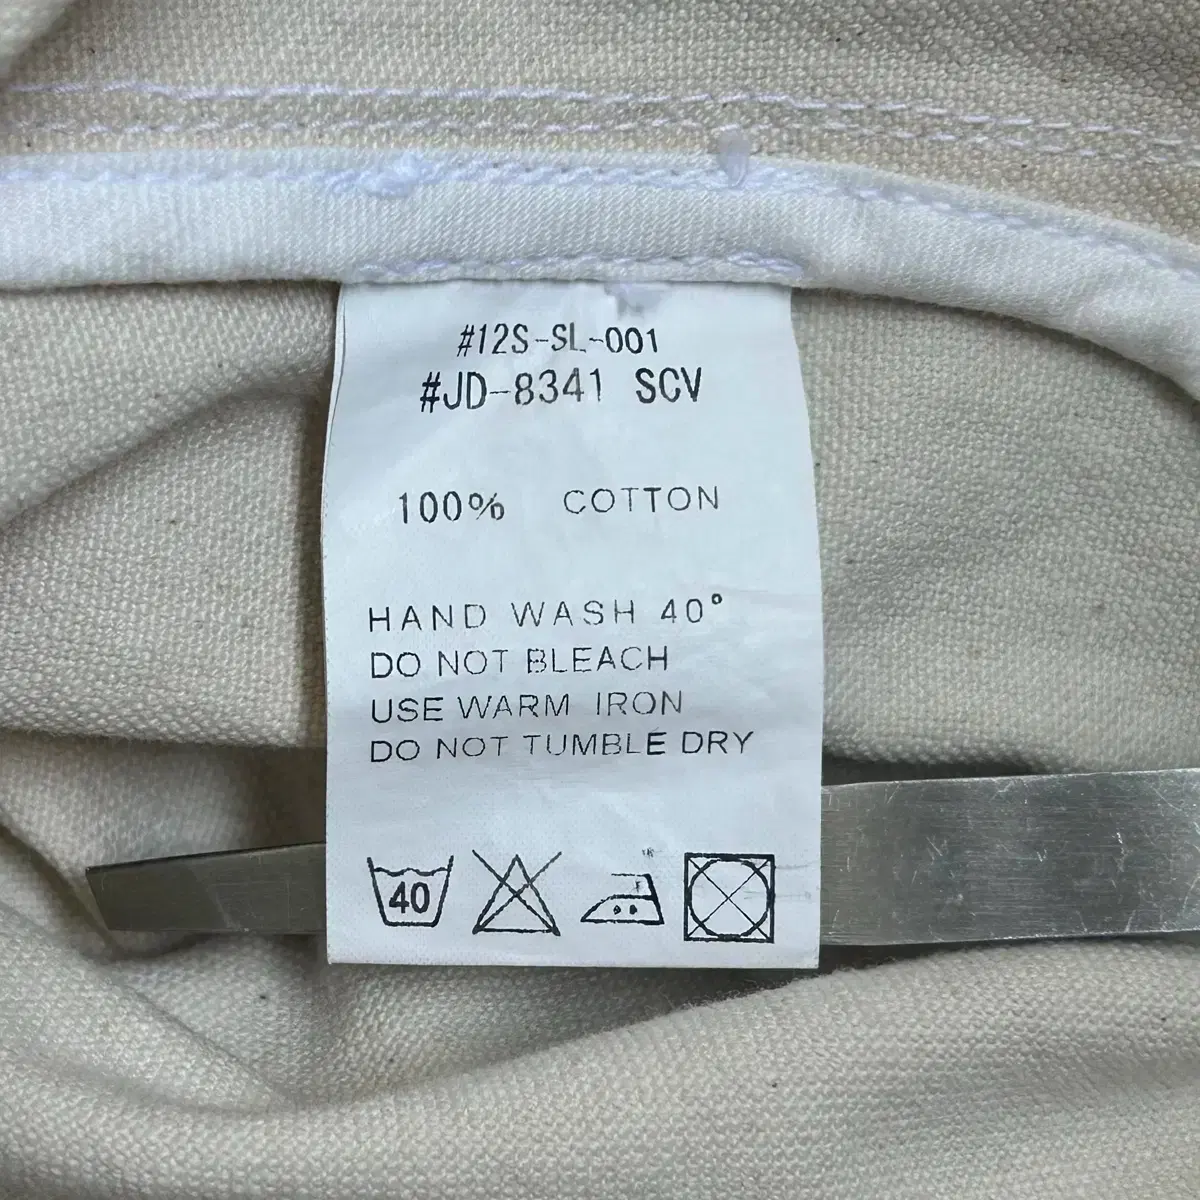 #12S-SL-001
#JD-8341 SCV
100% COTTON
HAND WASH 40°
DO NOT BLEACH
USE WARM IRON
DO NOT TUMBLE DRY
40